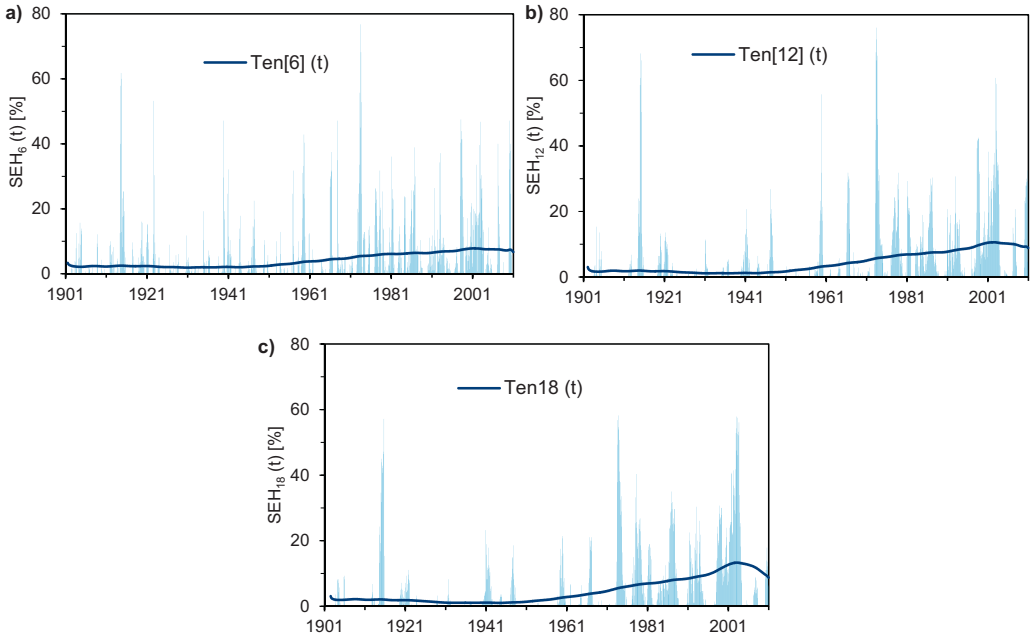 a)
80
60
40
20
0
SEH6 (t) [%]
Ten[6] (t)
1901 1921 1941 1961 1981 2001
b)
80
60
40
20
0
SEH12 (t) [%]
Ten[12] (t)
1901 1921 1941 1961 1981 2001
c)
80
60
40
20
0
SEH18 (t) [%]
Ten18 (t)
1901 1921 1941 1961 1981 2001